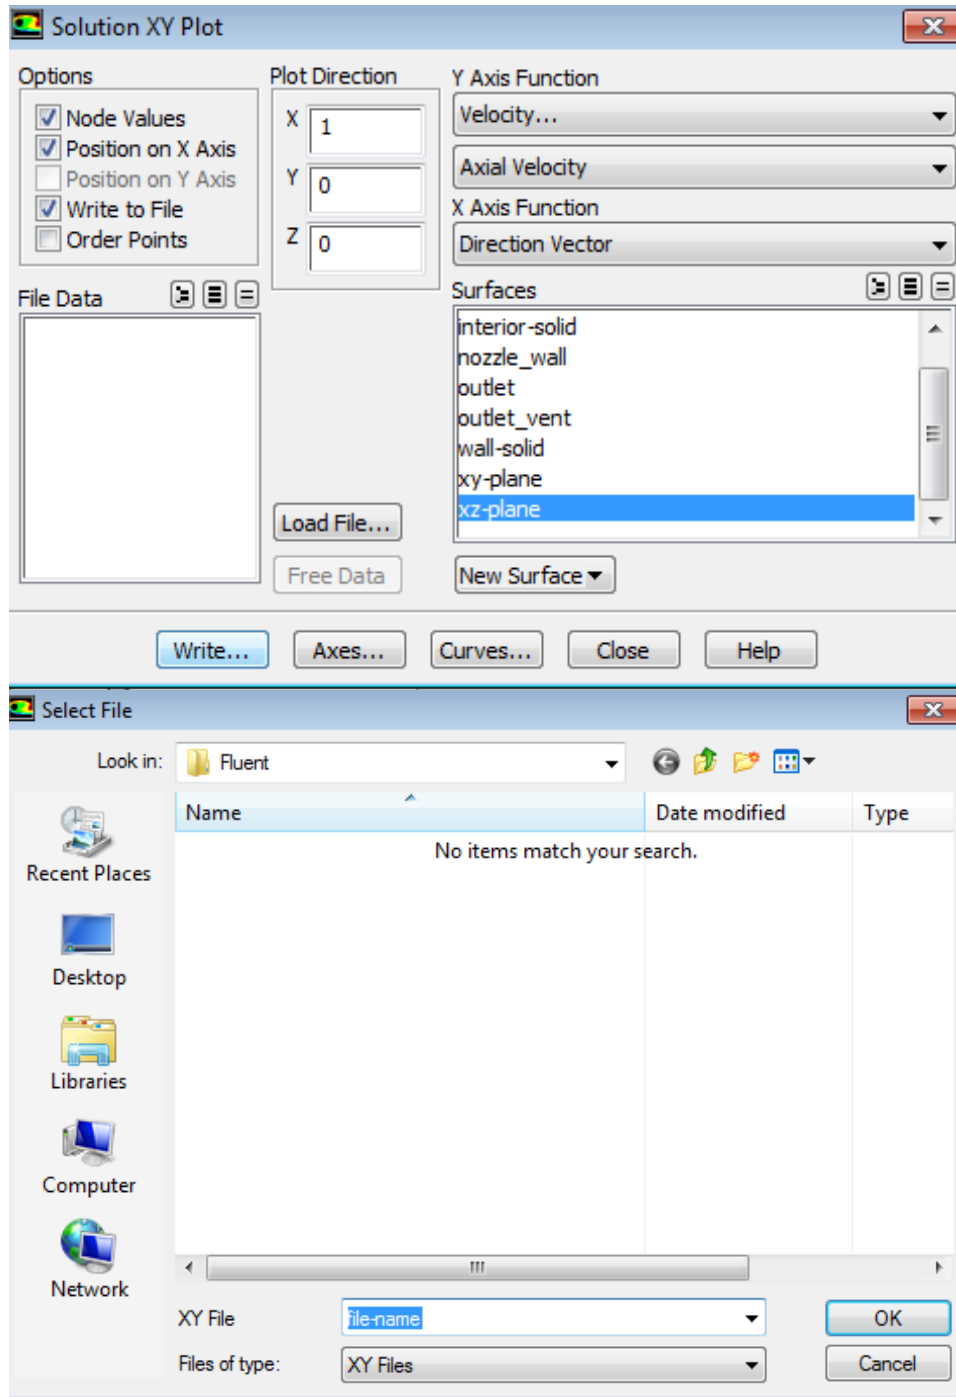 Solution XY Plot
Options
Plot Direction
Y Axis Function
Node Values
X
1
Velocity...
Position on X Axis
Position on Y Axis
Y
0
Axial Velocity
Write to File
X Axis Function
Order Points
Z
0
Direction Vector
File Data
Surfaces
interior-solid
nozzle_wall
outlet
outlet_vent
wall-solid
xy-plane
xz-plane
Load File...
Free Data
New Surface
Write...
Axes...
Curves...
Close
Help
Select File
Look in:
Fluent
Name
Date modified
Type
No items match your search.
Recent Places
Desktop
Libraries
Computer
Network
XY File
file-name
OK
Files of type:
XY Files
Cancel